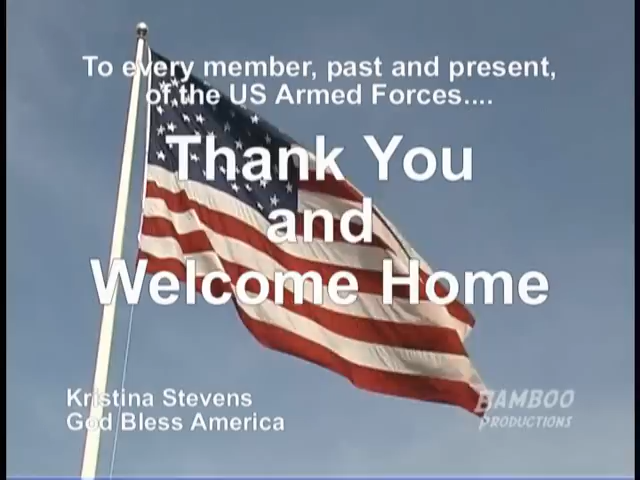 To every member, past and present,
of the US Armed Forces....
Thank You
and
Welcome Home
Kristina Stevens
God Bless America
BAMBOO
PRODUCTIONS